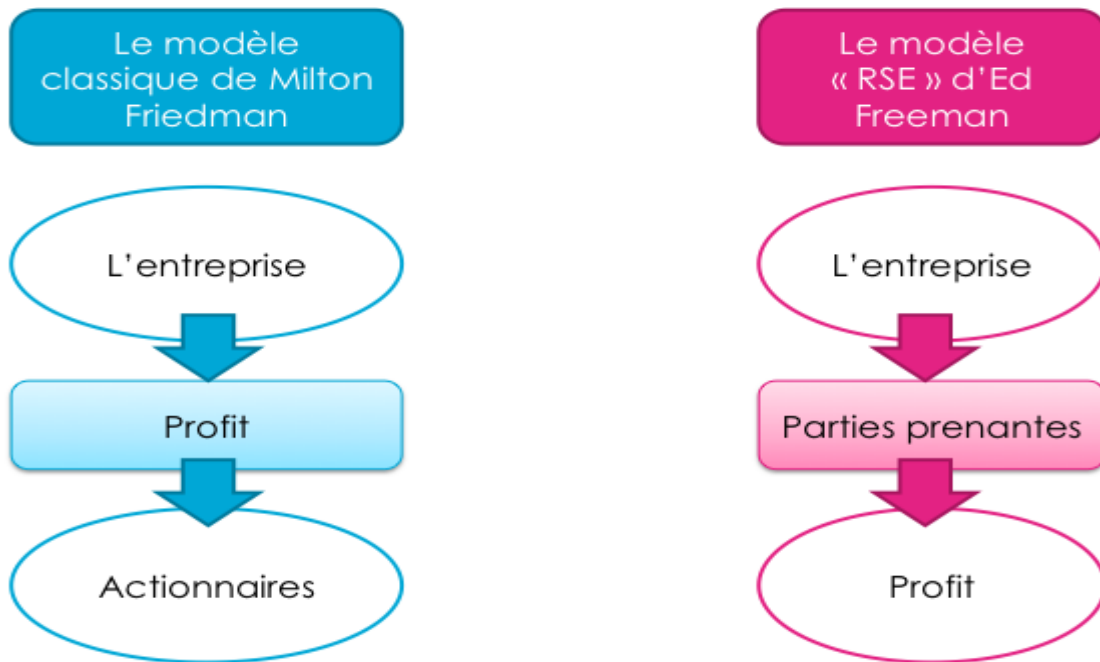 Le modèle
classique de Milton
Friedman
L'entreprise
Profit
Actionnaires
Le modèle
« RSE » d'Ed
Freeman
L'entreprise
Parties prenantes
Profit